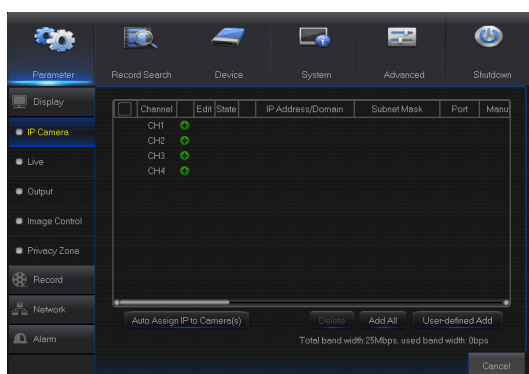 Parameter Record Search Device System Advanced Shutdown
Display
IP Camera
Live
Output
Image Control
Privacy Zone
Record
Network
Alarm
Channel Edit State IP Address/Domain Subnet Mask Port Manu
CH1
CH2
CH3
CH4
Auto Assign IP to Camera(s) Delete Add All User-defined Add
Total band width:25Mbps, used band width: 0bps
Cancel